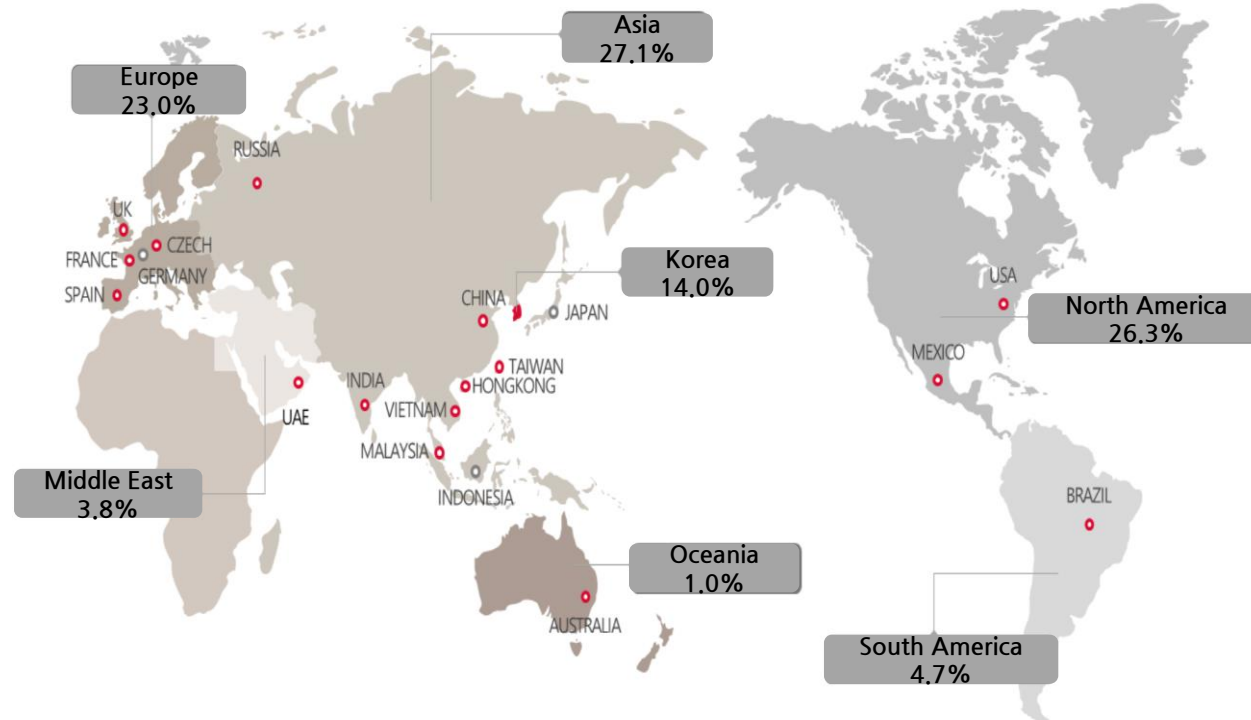 Asia
27.1%
Europe
23.0%
RUSSIA
UK
CZECH
FRANCE
GERMANY
SPAIN
Korea
14.0%
CHINA
JAPAN
USA
North America
26.3%
MEXICO
TAIWAN
INDIA
HONGKONG
VIETNAM
UAE
MALAYSIA
Middle East
3.8%
INDONESIA
BRAZIL
Oceania
1.0%
AUSTRALIA
South America
4.7%